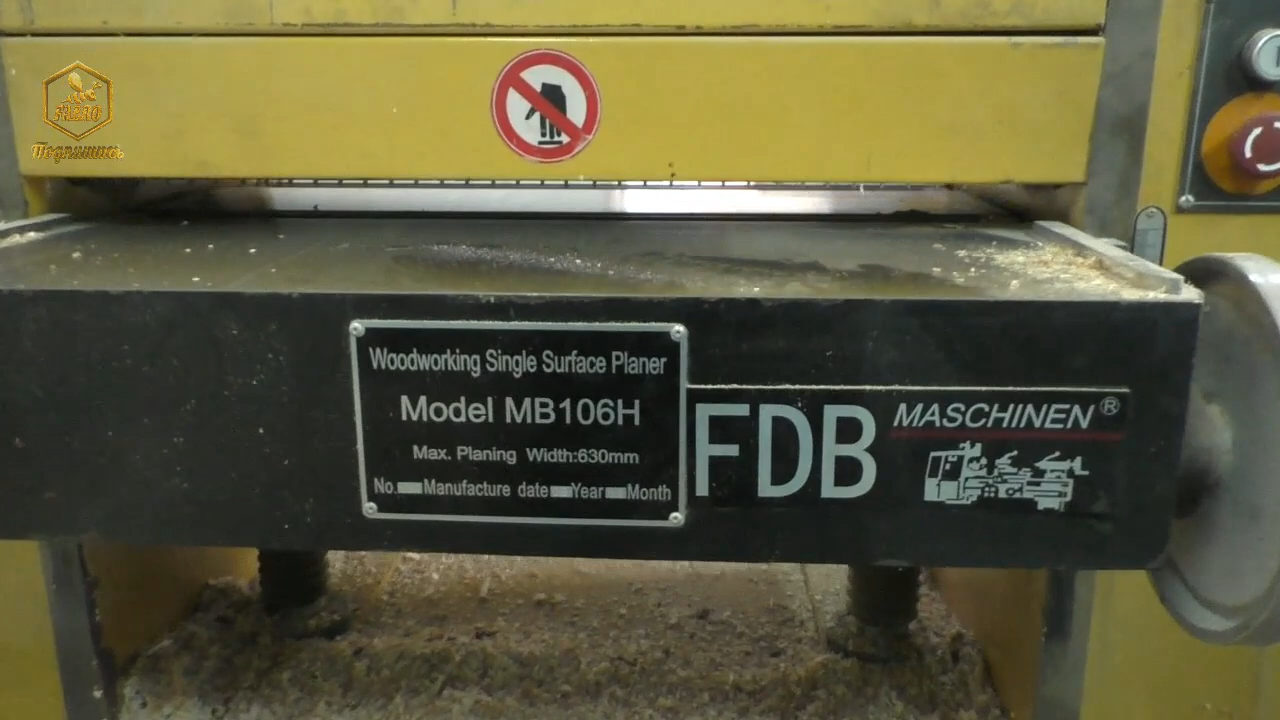 Подпишись
Woodworking Single Surface Planer
Model MB106H
Max. Planing Width:630mm
No. Manufacture date Year Month
FDB
MASCHINEN®